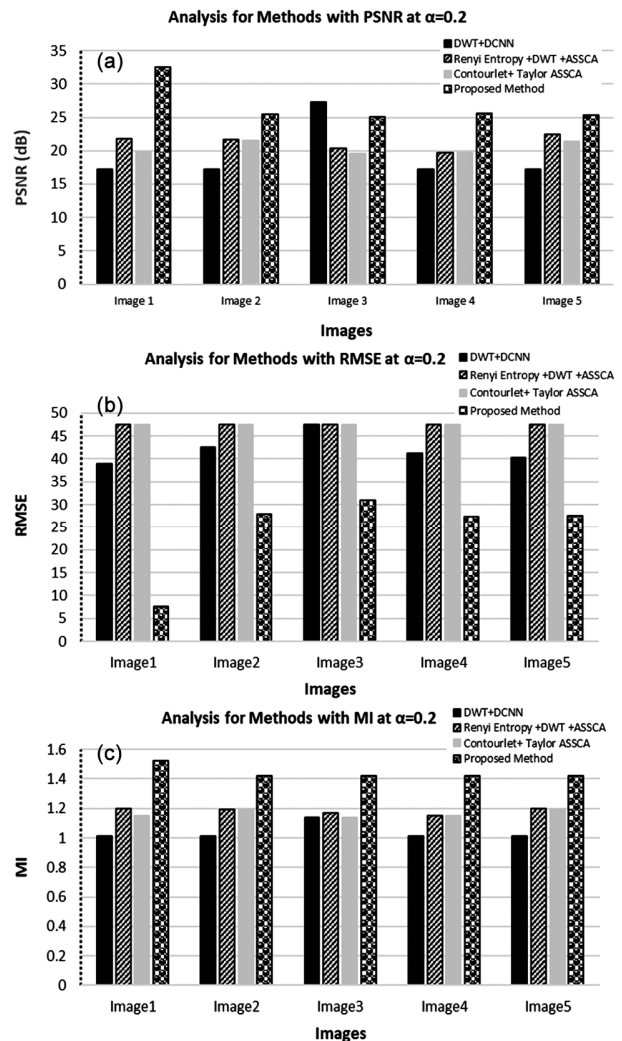 Analysis for Methods with PSNR at α=0.2
(a)
DWT+DCNN
Renyi Entropy +DWT +ASSCA
Contourlet+ Taylor ASSCA
Proposed Method
PSNR (dB)
35
30
25
20
15
10
5
0
Image 1 Image 2 Image 3 Image 4 Image 5
Images
Analysis for Methods with RMSE at α=0.2
(b)
DWT+DCNN
Renyi Entropy +DWT +ASSCA
Contourlet+ Taylor ASSCA
Proposed Method
RMSE
50
45
40
35
30
25
20
15
10
5
0
Image1 Image2 Image3 Image4 Image5
Images
Analysis for Methods with MI at α=0.2
(c)
DWT+DCNN
Renyi Entropy +DWT +ASSCA
Contourlet+ Taylor ASSCA
Proposed Method
MI
1.6
1.4
1.2
1
0.8
0.6
0.4
0.2
0
Image1 Image2 Image3 Image4 Image5
Images